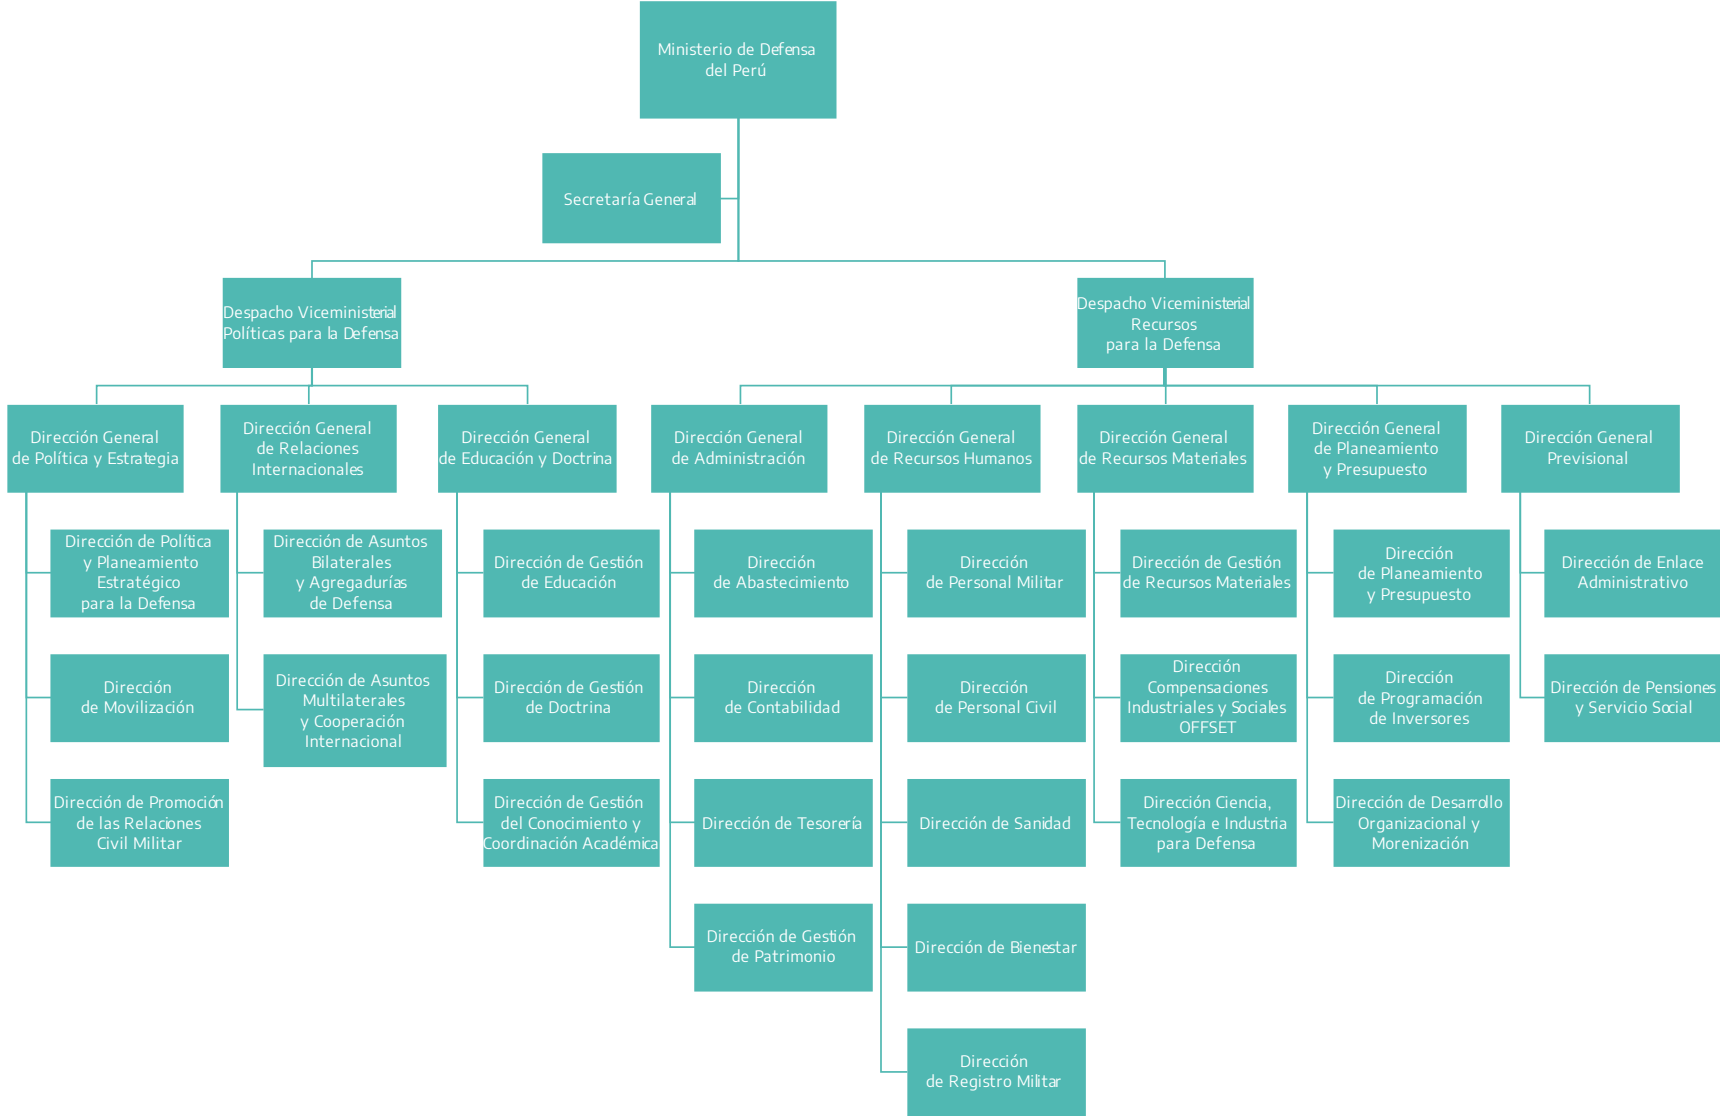 Ministerio de Defensa
del Perú
Secretaría General
Despacho Viceministerial
Políticas para la Defensa
Despacho Viceministerial
Recursos
para la Defensa
Dirección General
de Política y Estrategia
Dirección General
de Relaciones
Internacionales
Dirección General
de Educación y Doctrina
Dirección General
de Administración
Dirección General
de Recursos Humanos
Dirección General
de Recursos Materiales
Dirección General
de Planeamiento
y Presupuesto
Dirección General
Previsional
Dirección de Política
y Planeamiento
Estratégico
para la Defensa
Dirección de Asuntos
Bilaterales
y Agregadurías
de Defensa
Dirección de Gestión
de Educación
Dirección
de Abastecimiento
Dirección
de Personal Militar
Dirección de Gestión
de Recursos Materiales
Dirección
de Planeamiento
y Presupuesto
Dirección de Enlace
Administrativo
Dirección
de Movilización
Dirección de Asuntos
Multilaterales
y Cooperación
Internacional
Dirección de Gestión
de Doctrina
Dirección
de Contabilidad
Dirección
de Personal Civil
Dirección
Compensaciones
Industriales y Sociales
OFFSET
Dirección
de Programación
de Inversores
Dirección de Pensiones
y Servicio Social
Dirección de Promoción
de las Relaciones
Civil Militar
Dirección de Gestión
del Conocimiento y
Coordinación Académica
Dirección de Tesorería
Dirección de Sanidad
Dirección Ciencia,
Tecnología e Industria
para Defensa
Dirección de Desarrollo
Organizacional y
Morenización
Dirección de Gestión
de Patrimonio
Dirección de Bienestar
Dirección
de Registro Militar